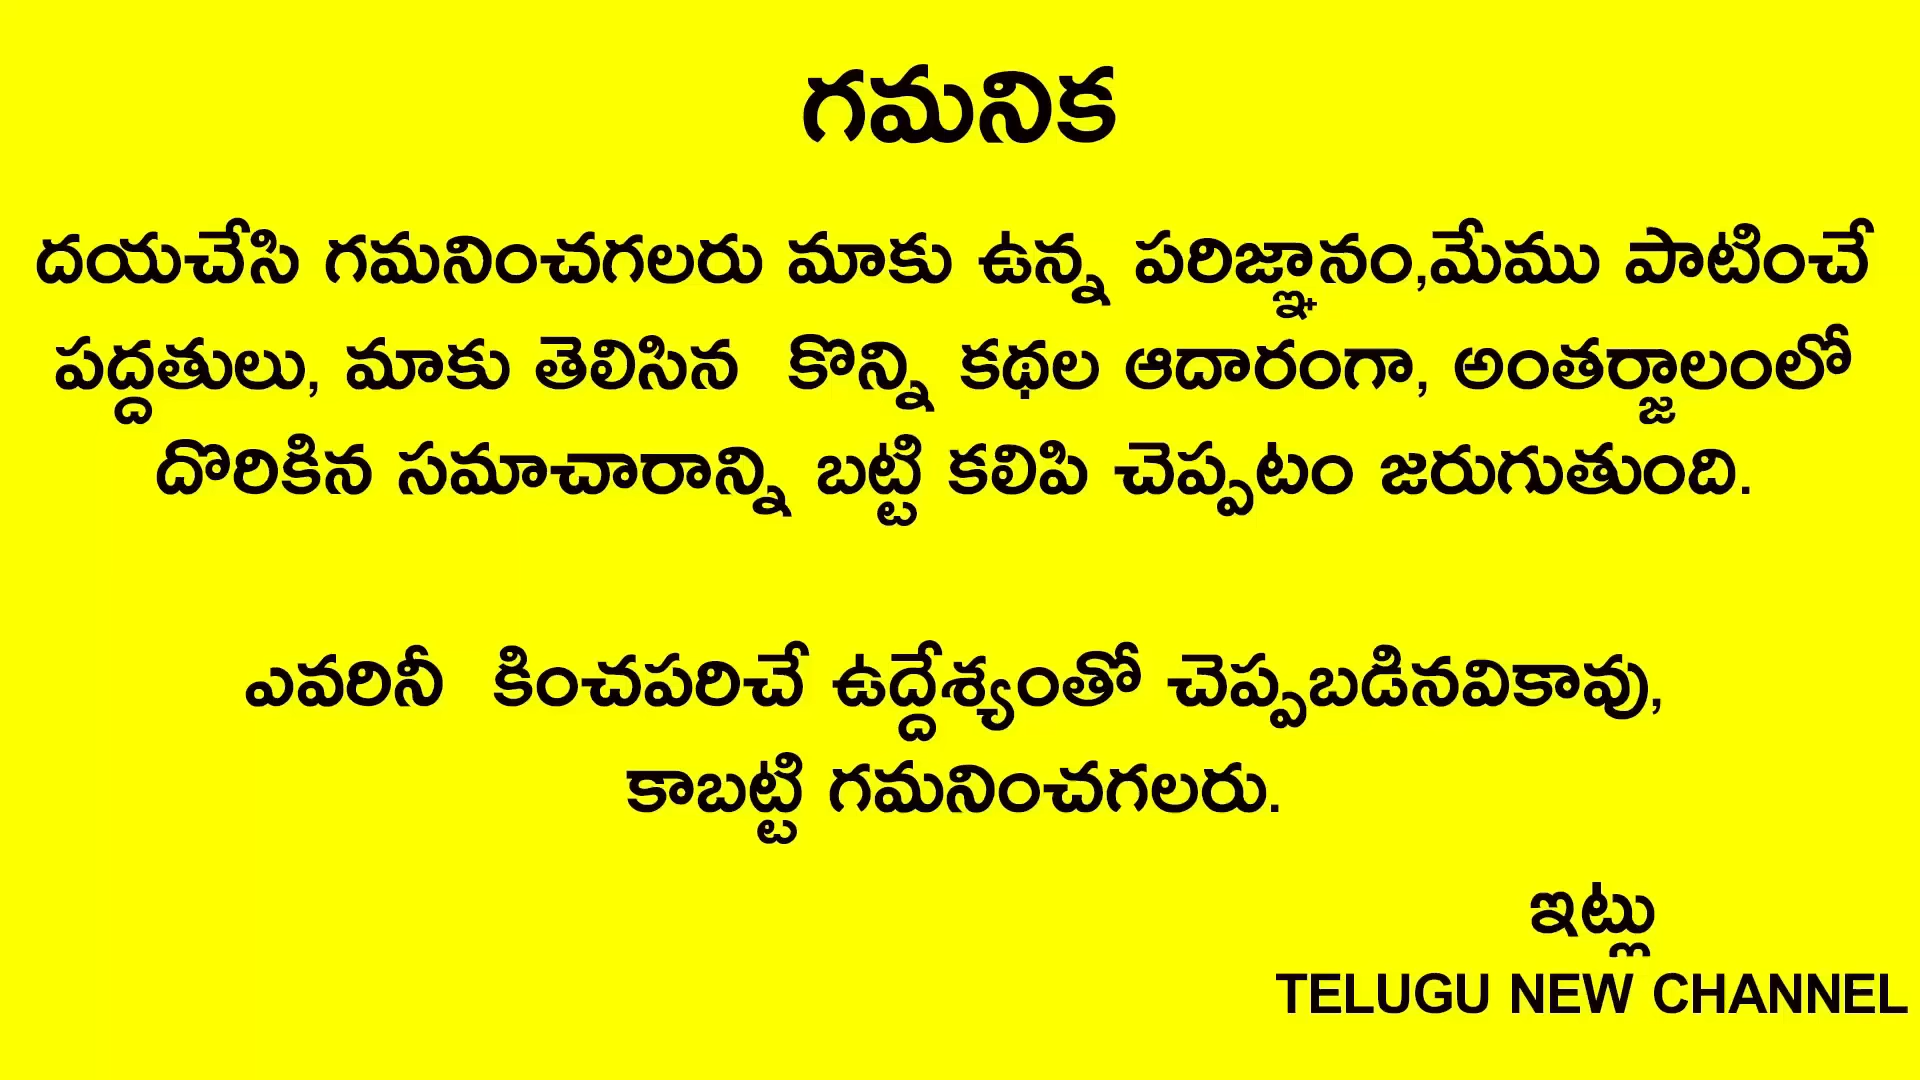 గమనిక
దయచేసి గమనించగలరు మాకు ఉన్న పరిజ్ఞానం,మేము పాటించే
పద్దతులు, మాకు తెలిసిన కొన్ని కథల ఆదారంగా, అంతర్జాలంలో
దొరికిన సమాచారాన్ని బట్టి కలిపి చెప్పటం జరుగుతుంది.
ఎవరినీ కించపరిచే ఉద్దేశ్యంతో చెప్పబడినవికావు,
కాబట్టి గమనించగలరు.
ఇట్లు
TELUGU NEW CHANNEL